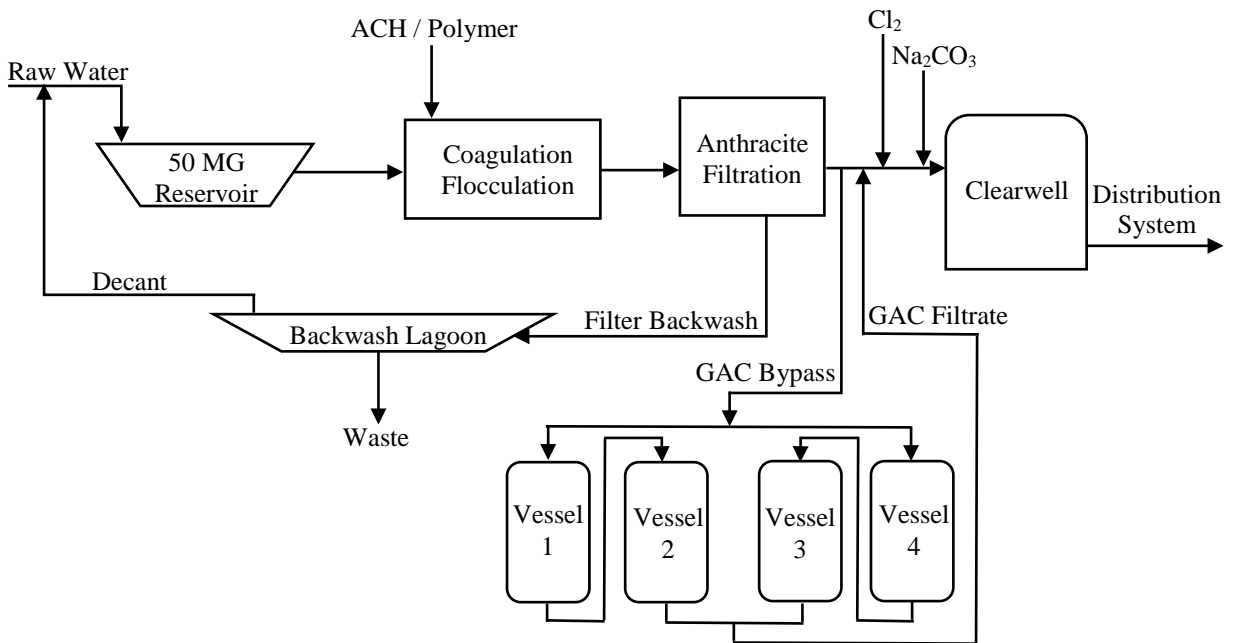 ACH / Polymer
Cl₂
Na₂CO₃
Raw Water
50 MG
Reservoir
Coagulation
Flocculation
Anthracite
Filtration
Clearwell
Distribution
System
Decant
Backwash Lagoon
Filter Backwash
GAC Filtrate
GAC Bypass
Waste
Vessel
1
Vessel
2
Vessel
3
Vessel
4